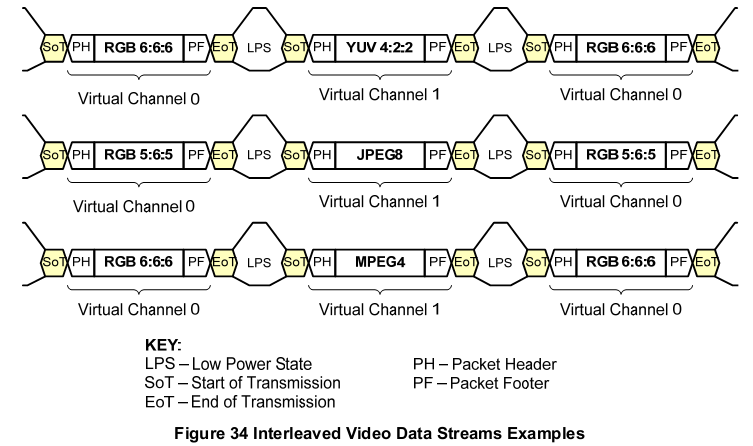 SoT PH RGB 6:6:6 PF EoT LPS SoT PH YUV 4:2:2 PF EoT LPS SoT PH RGB 6:6:6 PF EoT
Virtual Channel 0 Virtual Channel 1 Virtual Channel 0
SoT PH RGB 5:6:5 PF EoT LPS SoT PH JPEG8 PF EoT LPS SoT PH RGB 5:6:5 PF EoT
Virtual Channel 0 Virtual Channel 1 Virtual Channel 0
SoT PH RGB 6:6:6 PF EoT LPS SoT PH MPEG4 PF EoT LPS SoT PH RGB 6:6:6 PF EoT
Virtual Channel 0 Virtual Channel 1 Virtual Channel 0
KEY:
LPS – Low Power State
SoT – Start of Transmission
EoT – End of Transmission
PH – Packet Header
PF – Packet Footer
Figure 34 Interleaved Video Data Streams Examples